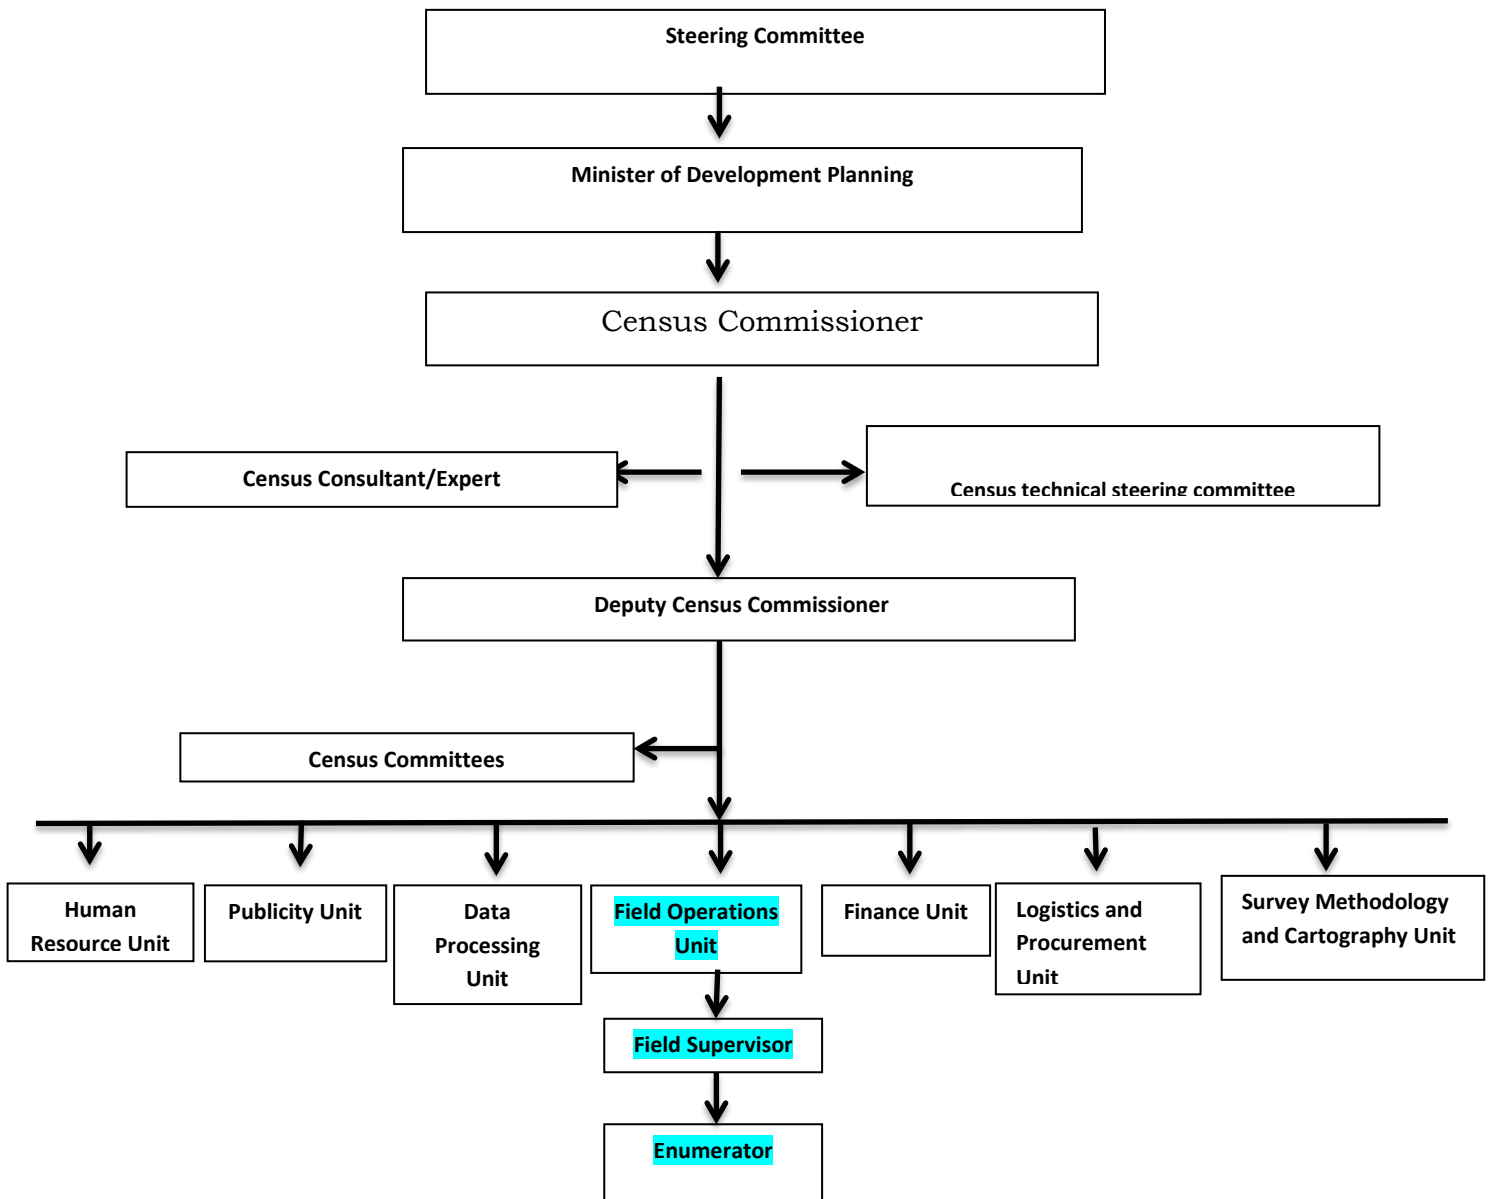 Steering Committee
Minister of Development Planning
Census Commissioner
Census Consultant/Expert
Census technical steering committee
Deputy Census Commissioner
Census Committees
Human
Resource Unit
Publicity Unit
Data
Processing
Unit
Field Operations
Unit
Finance Unit
Logistics and
Procurement
Unit
Survey Methodology
and Cartography Unit
Field Supervisor
Enumerator